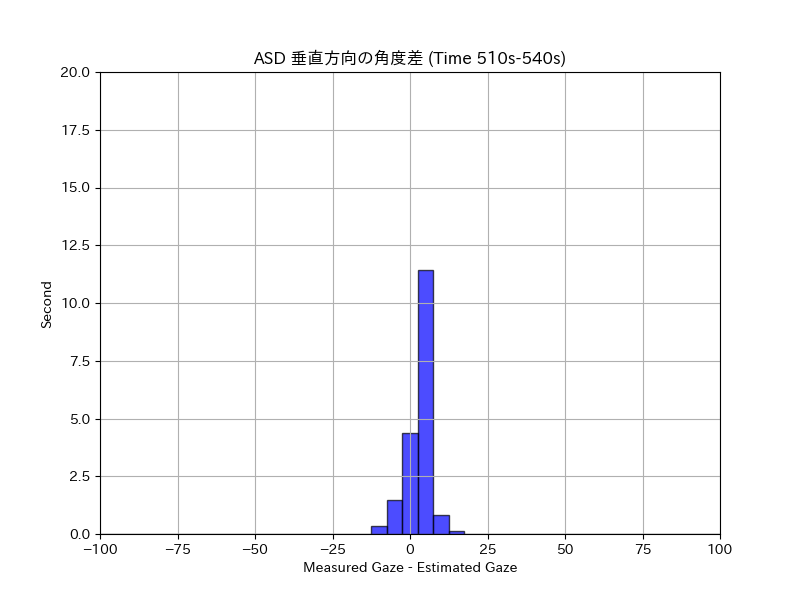 ASD 垂直方向の角度差 (Time 510s-540s)
20.0
17.5
15.0
12.5
10.0
7.5
5.0
2.5
0.0
Second
−100 −75 −50 −25 0 25 50 75 100
Measured Gaze - Estimated Gaze